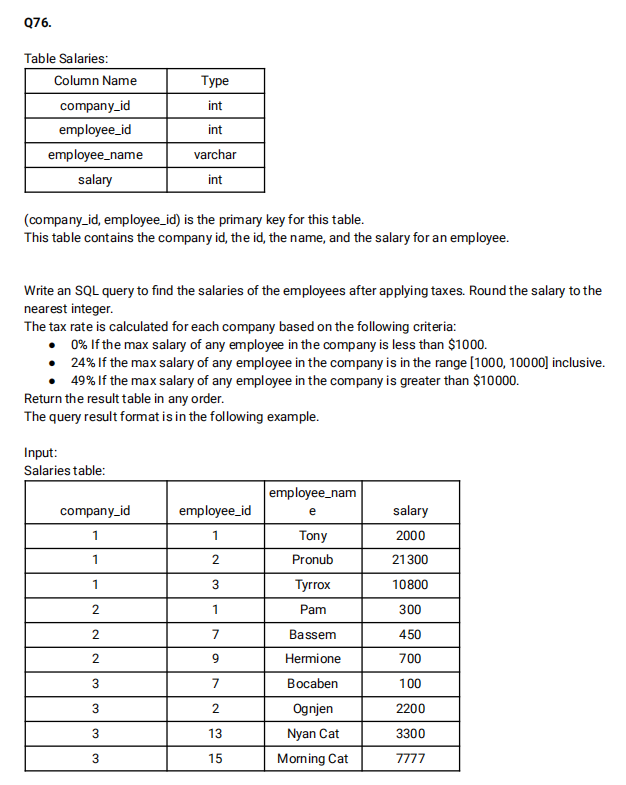 Q76.
Table Salaries:
Column Name Type
company_id int
employee_id int
employee_name varchar
salary int
(company_id, employee_id) is the primary key for this table.
This table contains the company id, the id, the name, and the salary for an employee.
Write an SQL query to find the salaries of the employees after applying taxes. Round the salary to the
nearest integer.
The tax rate is calculated for each company based on the following criteria:
● 0% If the max salary of any employee in the company is less than $1000.
● 24% If the max salary of any employee in the company is in the range [1000, 10000] inclusive.
● 49% If the max salary of any employee in the company is greater than $10000.
Return the result table in any order.
The query result format is in the following example.
Input:
Salaries table:
employee_nam
company_id employee_id e salary
1 1 Tony 2000
1 2 Pronub 21300
1 3 Tyrrox 10800
2 1 Pam 300
2 7 Bassem 450
2 9 Hermione 700
3 7 Bocaben 100
3 2 Ognjen 2200
3 13 Nyan Cat 3300
3 15 Morning Cat 7777